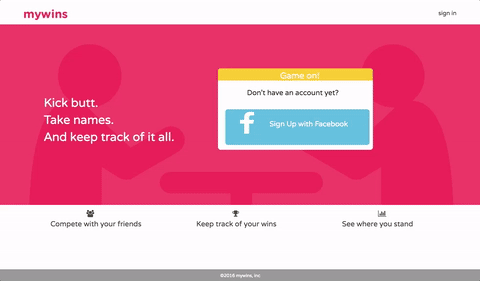 mywins
sign in
Kick butt.
Take names.
And keep track of it all.
Game on!
Don't have an account yet?
Sign Up with Facebook
Compete with your friends
Keep track of your wins
See where you stand
©2016 mywins, inc